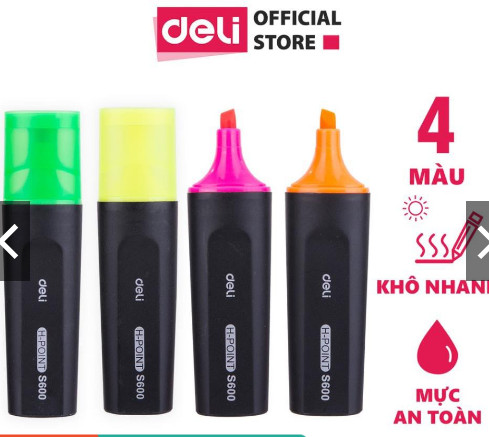 deli OFFICIAL
STORE
4
MÀU
KHÔ NHANH
MỰC
AN TOÀN
deli
H-POINT S600
deli
H-POINT S600
deli
H-POINT S600
deli
H-POINT S600